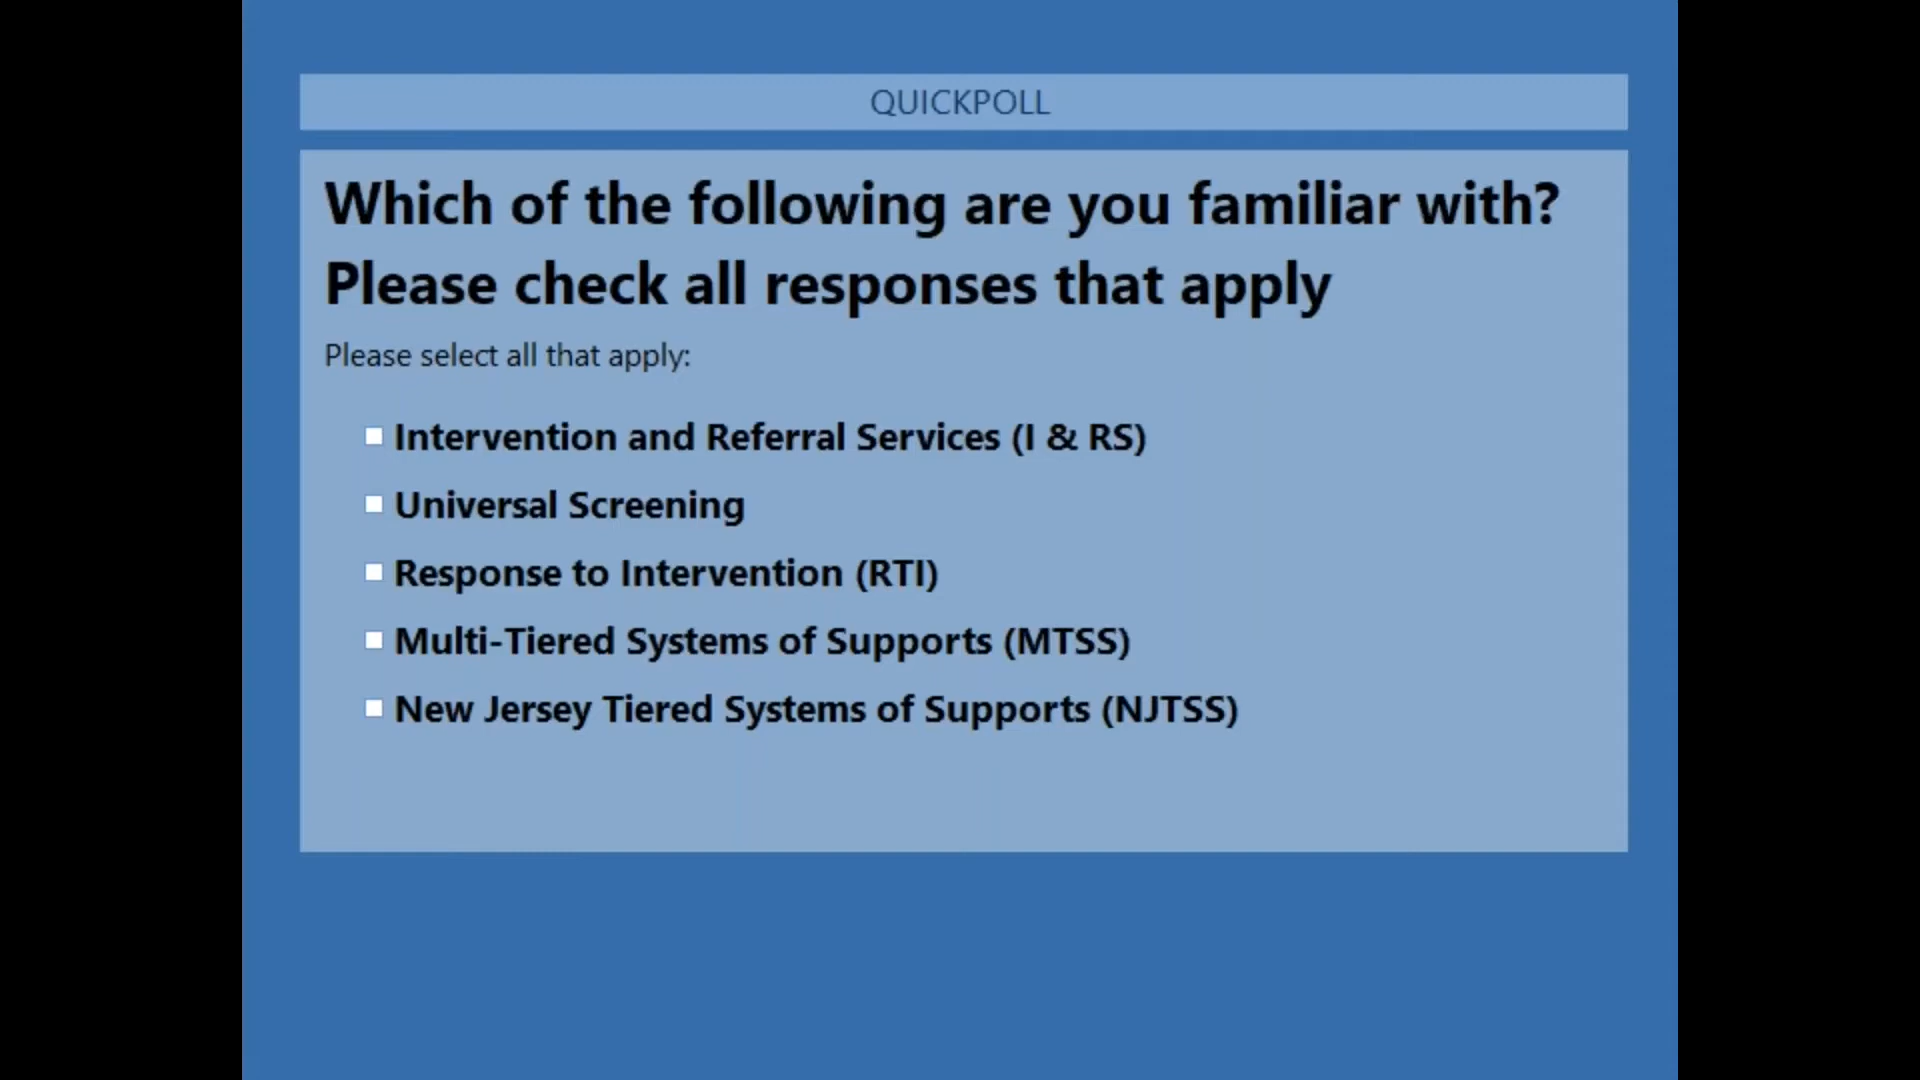 QUICKPOLL
Which of the following are you familiar with?
Please check all responses that apply
Please select all that apply:
Intervention and Referral Services (I & RS)
Universal Screening
Response to Intervention (RTI)
Multi-Tiered Systems of Supports (MTSS)
New Jersey Tiered Systems of Supports (NJTSS)